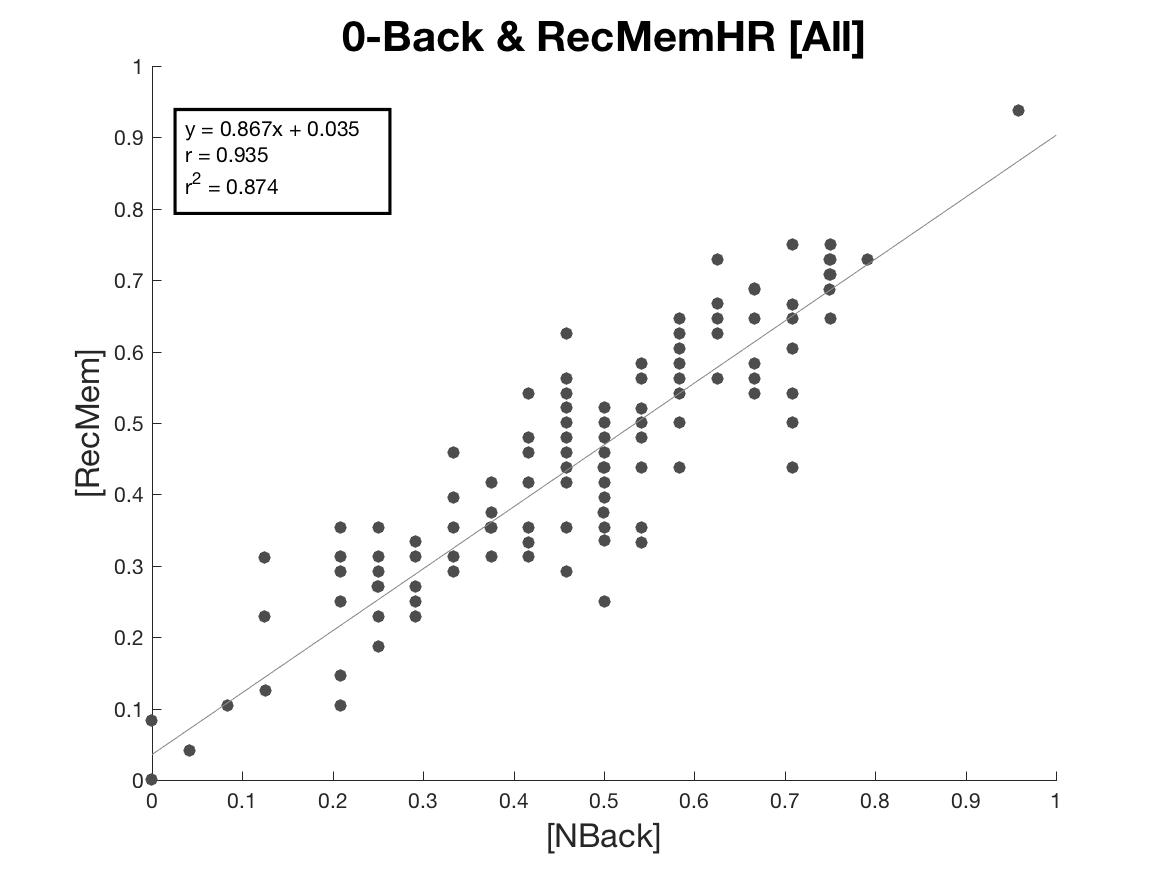 0-Back & RecMemHR [All]
y = 0.867x + 0.035
r = 0.935
r² = 0.874
1
0.9
0.8
0.7
0.6
0.5
0.4
0.3
0.2
0.1
0
[RecMem]
0 0.1 0.2 0.3 0.4 0.5 0.6 0.7 0.8 0.9 1
[NBack]